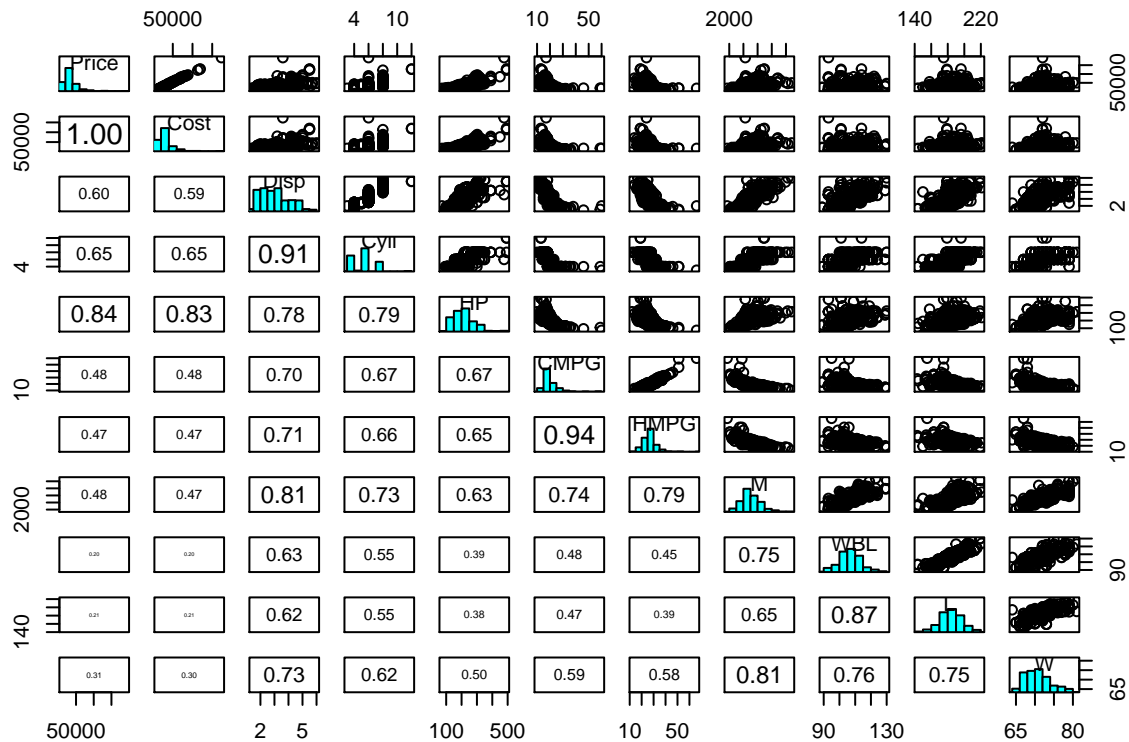 50000 4 10 10 50 2000 140 220
Price 50000
50000 1.00 Cost
0.60 0.59 Disp 2
4 0.65 0.65 0.91 Cyli
0.84 0.83 0.78 0.79 HP 100
10 0.48 0.48 0.70 0.67 0.67 CMPG
0.47 0.47 0.71 0.66 0.65 0.94 HMPG 10
2000 0.48 0.47 0.81 0.73 0.63 0.74 0.79 M
0.20 0.20 0.63 0.55 0.39 0.48 0.45 0.75 WBL 90
140 0.21 0.21 0.62 0.55 0.38 0.47 0.39 0.65 0.87
0.31 0.30 0.73 0.62 0.50 0.59 0.58 0.81 0.76 0.75 W 65
50000 2 5 100 500 10 50 90 130 65 80